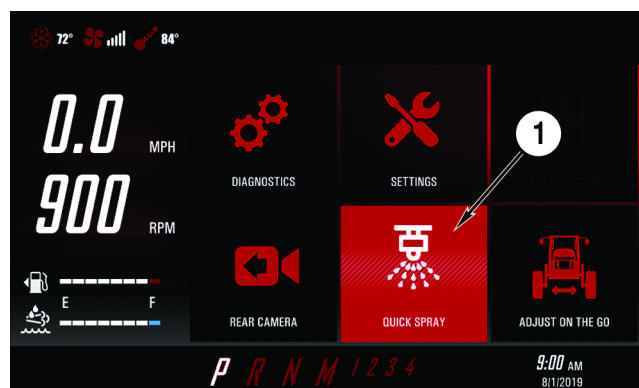 72° 84°
0.0 MPH
900 RPM
E F
DIAGNOSTICS
SETTINGS
1
REAR CAMERA
QUICK SPRAY
ADJUST ON THE GO
P R N M 1 2 3 4
9:00 AM
8/1/2019